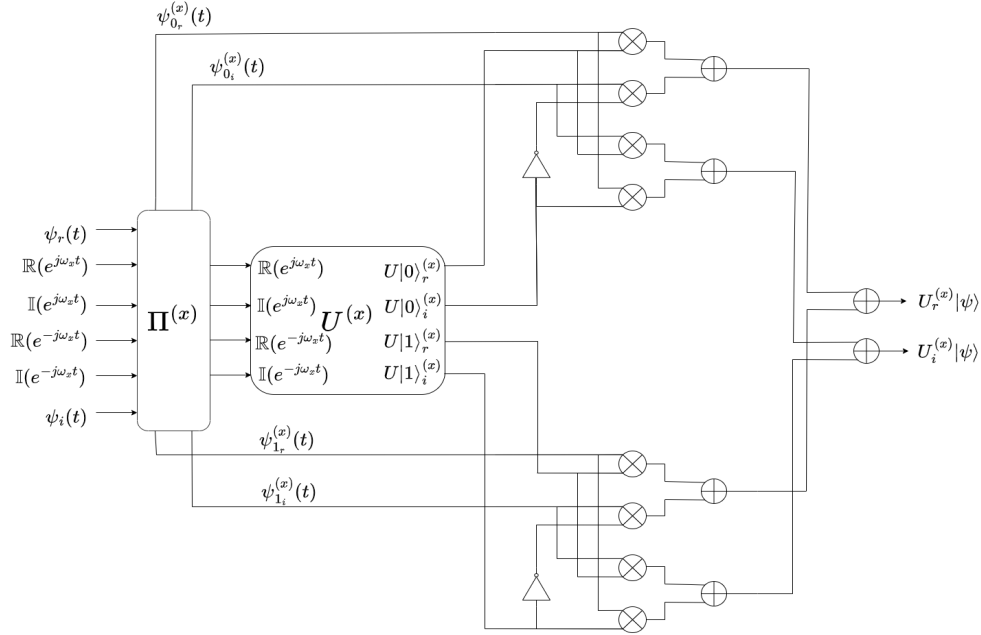 ψ_{0_r}^{(x)}(t)
ψ_{0_i}^{(x)}(t)
ψ_r(t)
ℝ(e^{jω_x t})
𝕀(e^{jω_x t})
ℝ(e^{-jω_x t})
𝕀(e^{-jω_x t})
ψ_i(t)
Π^{(x)}
ℝ(e^{jω_x t})
𝕀(e^{jω_x t})
ℝ(e^{-jω_x t})
𝕀(e^{-jω_x t})
U^{(x)}
U|0⟩_r^{(x)}
U|0⟩_i^{(x)}
U|1⟩_r^{(x)}
U|1⟩_i^{(x)}
ψ_{1_r}^{(x)}(t)
ψ_{1_i}^{(x)}(t)
U_r^{(x)}|ψ⟩
U_i^{(x)}|ψ⟩